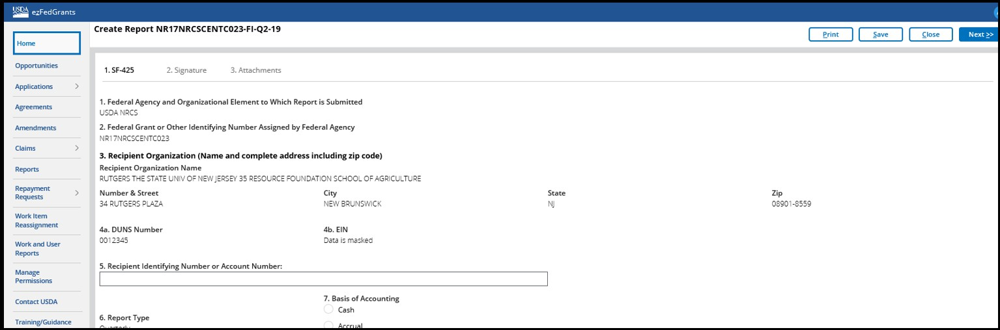 USDA ezFedGrants
Create Report NR17NRCSCENTC023-FI-Q2-19
Print Save Close Next >>
Home
Opportunities
Applications
Agreements
Amendments
Claims
Reports
Repayment
Requests
Work Item
Reassignment
Work and User
Reports
Manage
Permissions
Contact USDA
Training/Guidance
1. SF-425 2. Signature 3. Attachments
1. Federal Agency and Organizational Element to Which Report is Submitted
USDA NRCS
2. Federal Grant or Other Identifying Number Assigned by Federal Agency
NR17NRCSCENTC023
3. Recipient Organization (Name and complete address including zip code)
Recipient Organization Name
RUTGERS THE STATE UNIV OF NEW JERSEY 35 RESOURCE FOUNDATION SCHOOL OF AGRICULTURE
Number & Street City State Zip
34 RUTGERS PLAZA NEW BRUNSWICK NJ 08901-8559
4a. DUNS Number 4b. EIN
0012345 Data is masked
5. Recipient Identifying Number or Account Number:
7. Basis of Accounting
Cash
6. Report Type
Quarterly
Accrual